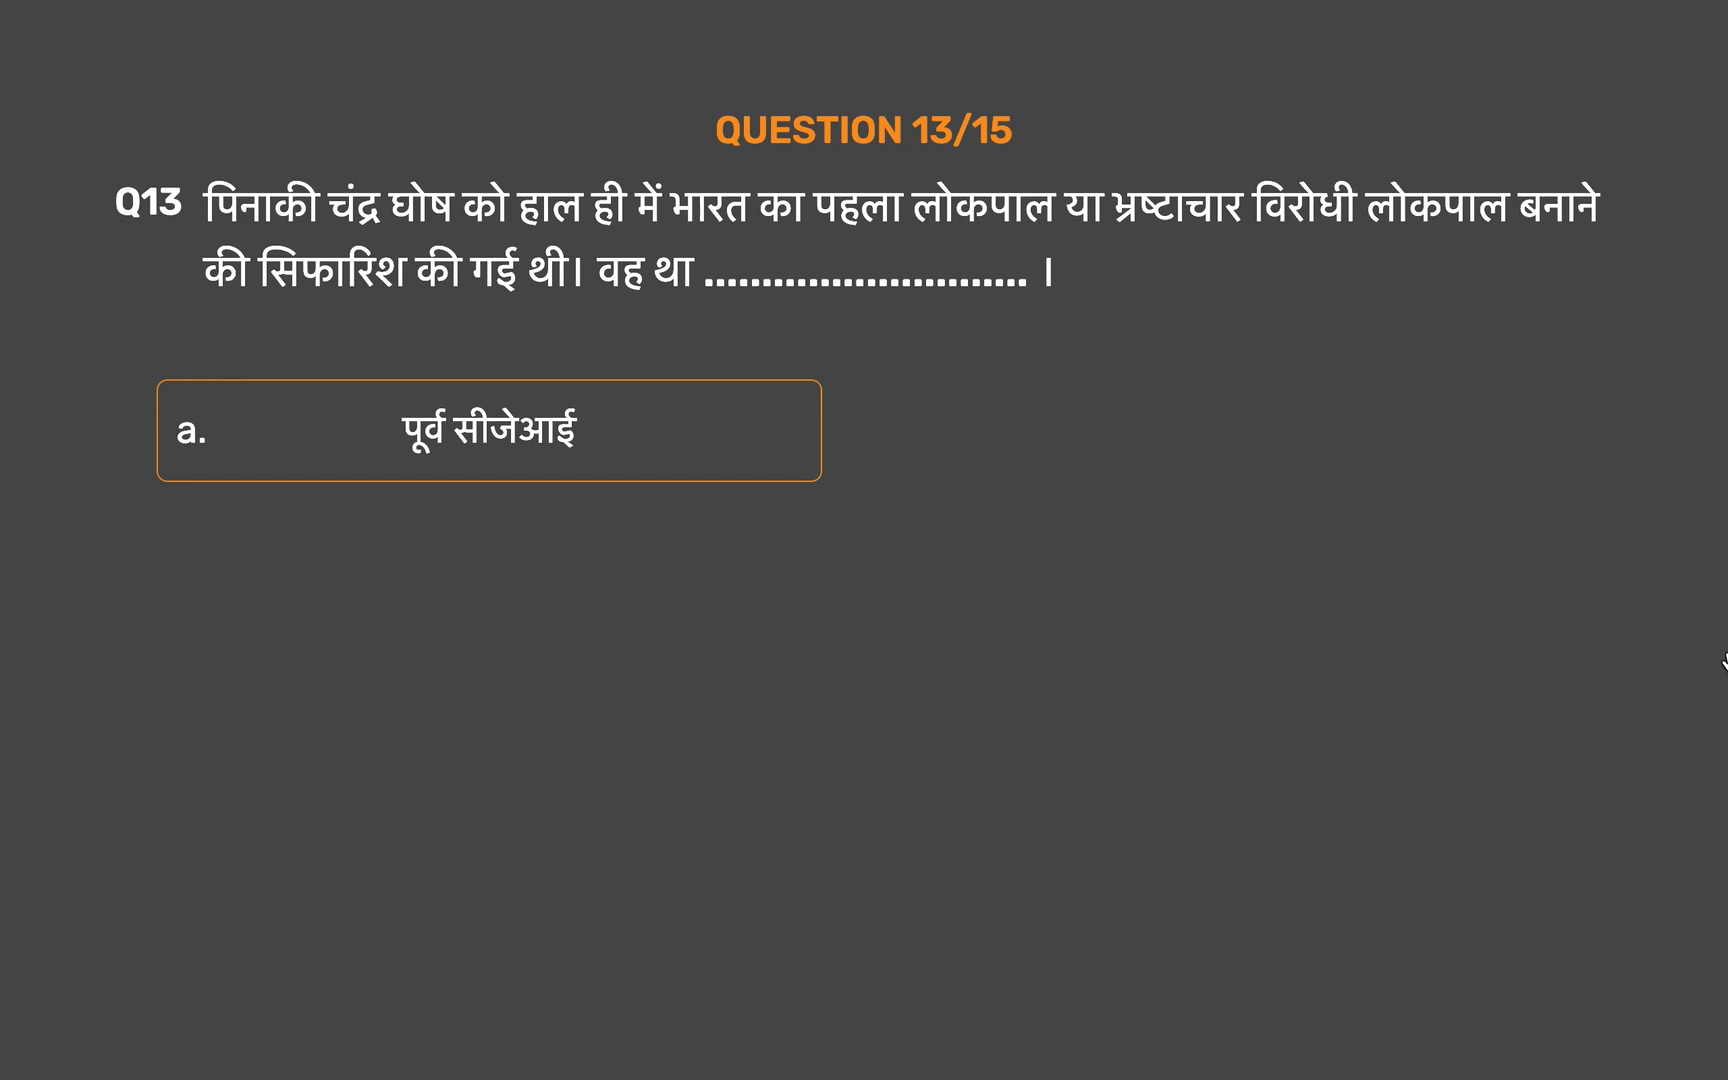 QUESTION 13/15
Q13 पिनाकी चंद्र घोष को हाल ही में भारत का पहला लोकपाल या भ्रष्टाचार विरोधी लोकपाल बनाने
की सिफारिश की गई थी। वह था ............................ ।
a. पूर्व सीजेआई